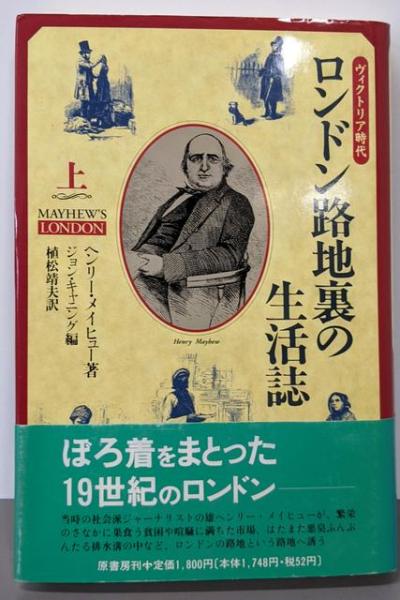 ヴィクトリア時代
ロンドン路地裏の
生活誌
上
MAYHEW'S
LONDON
ヘンリー・メイヒュー著
ジョン・キャニング編
植松靖夫訳
Henry Mayhew
ぼろ着をまとった
19世紀のロンドン―
当時の社会派ジャーナリストの雄ヘンリー・メイヒューが、繁栄
のさなかに巣食う貧困や喧騒に満ちた市場、はたまた悪臭ふんぷ
んたる排水溝の中など、ロンドンの路地という路地へ誘う
原書房刊 定価1,800円[本体1,748円・税52円]